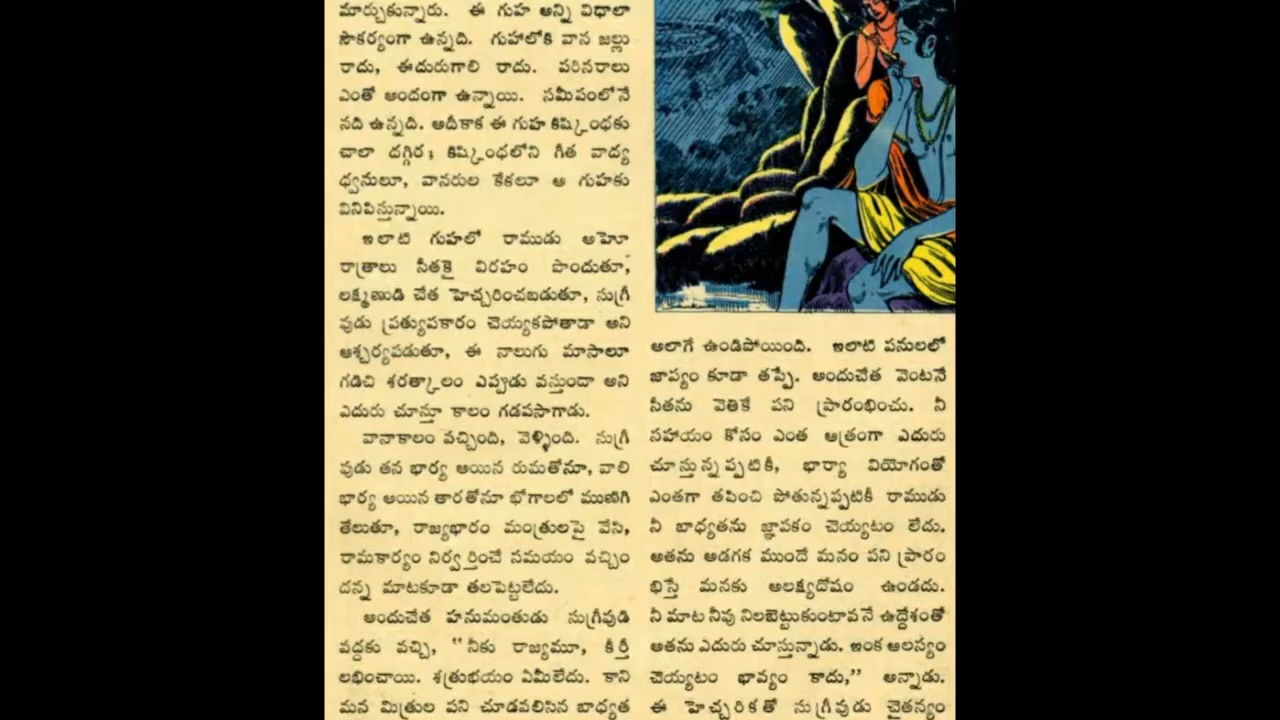 మార్చుకున్నారు. ఈ గుహ అన్ని విధాలా
సౌకర్యంగా ఉన్నది. గుహలోకి వాన జల్లు
రాదు, ఈదురుగాలి రాదు. పరిసరాలు
ఎంతో అందంగా ఉన్నాయి. సమీపంలోనే
నది ఉన్నది. అదీకాక ఈ గుహ కిష్కింధకు
చాలా దగ్గిర; కిష్కింధలోని గీత వాద్య
ధ్వనులూ, వానరుల కేకలూ ఆ గుహకు
వినిపిస్తున్నాయి.
ఇలాటి గుహలో రాముడు అహో
రాత్రాలు సీతకై విరహం పొందుతూ,
లక్ష్మణుడి చేత హెచ్చరించబడుతూ, సుగ్రీ
వుడు ప్రత్యుపకారం చెయ్యకపోతాడా అని
ఆశ్చర్యపడుతూ, ఈ నాలుగు మాసాలూ
గడిచి శరత్కాలం ఎప్పుడు వస్తుందా అని
ఎదురు చూస్తూ కాలం గడపసాగాడు.
వానాకాలం వచ్చింది, వెళ్ళింది. సుగ్రీ
వుడు తన భార్య అయిన రుమతోనూ, వాలి
భార్య అయిన తారతోనూ భోగాలలో ముణిగి
తేలుతూ, రాజ్యభారం మంత్రులపై వేసి,
రామకార్యం నిర్వర్తించే సమయం వచ్చిం
దన్న మాటకూడా తలపెట్టలేదు.
అందుచేత హనుమంతుడు సుగ్రీవుడి
వద్దకు వచ్చి, "నీకు రాజ్యమూ, కీర్తీ
లభించాయి. శత్రుభయం ఏమీలేదు. కాని
మన మిత్రుల పని చూడవలిసిన బాధ్యత
అలాగే ఉండిపోయింది. ఇలాటి పనులలో
జాప్యం కూడా తప్పే. అందుచేత వెంటనే
సీతను వెతికే పని ప్రారంభించు. నీ
సహాయం కోసం ఎంత ఆత్రంగా ఎదురు
చూస్తున్నప్పటికీ, భార్యా వియోగంతో
ఎంతగా తపించి పోతున్నప్పటికీ రాముడు
నీ బాధ్యతను జ్ఞాపకం చెయ్యటం లేదు.
అతను అడగక ముందే మనం పని ప్రారం
భిస్తే మనకు అలక్ష్యదోషం ఉండదు.
నీ మాట నీవు నిలబెట్టుకుంటావనే ఉద్దేశంతో
అతను ఎదురు చూస్తున్నాడు. ఇంక ఆలస్యం
చెయ్యటం భావ్యం కాదు," అన్నాడు.
ఈ హెచ్చరికతో సుగ్రీవుడు చైతన్యం